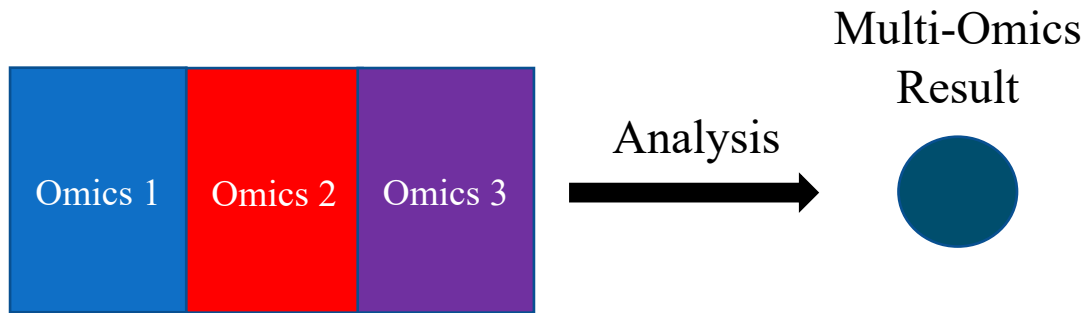 Multi-Omics
Result
Analysis
Omics 1
Omics 2
Omics 3